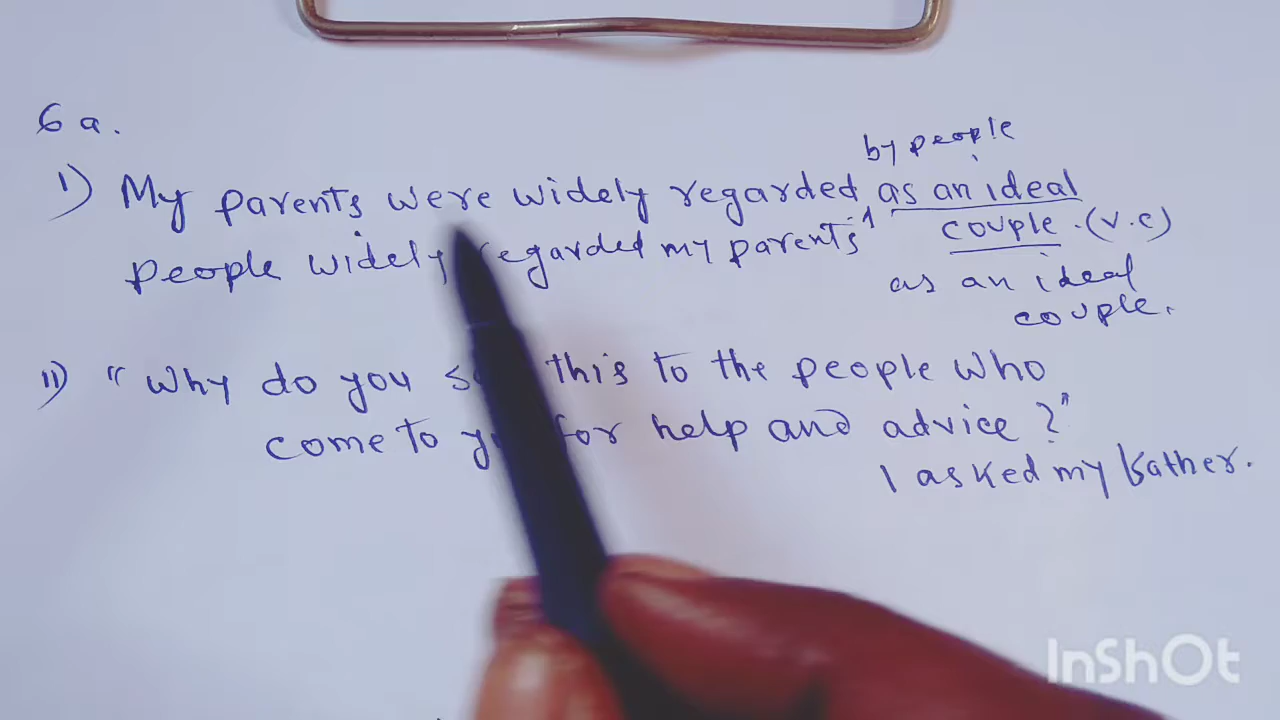 6 a.
by people
1) My parents were widely regarded as an ideal
couple. (v.c)
People widely regarded my parents
as an ideal
couple.
11) "Why do you this to the people who
come to for help and advice?"
I asked my father.
InShOt